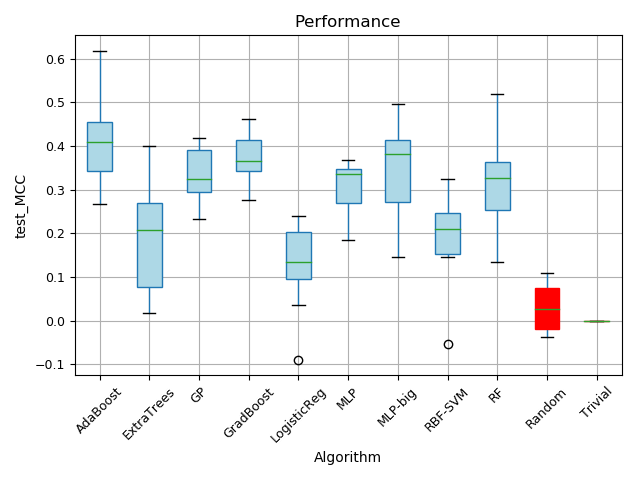 Performance
test_MCC
0.6
0.5
0.4
0.3
0.2
0.1
0.0
−0.1
AdaBoost
ExtraTrees
GP
GradBoost
LogisticReg
MLP
MLP-big
RBF-SVM
RF
Random
Trivial
Algorithm